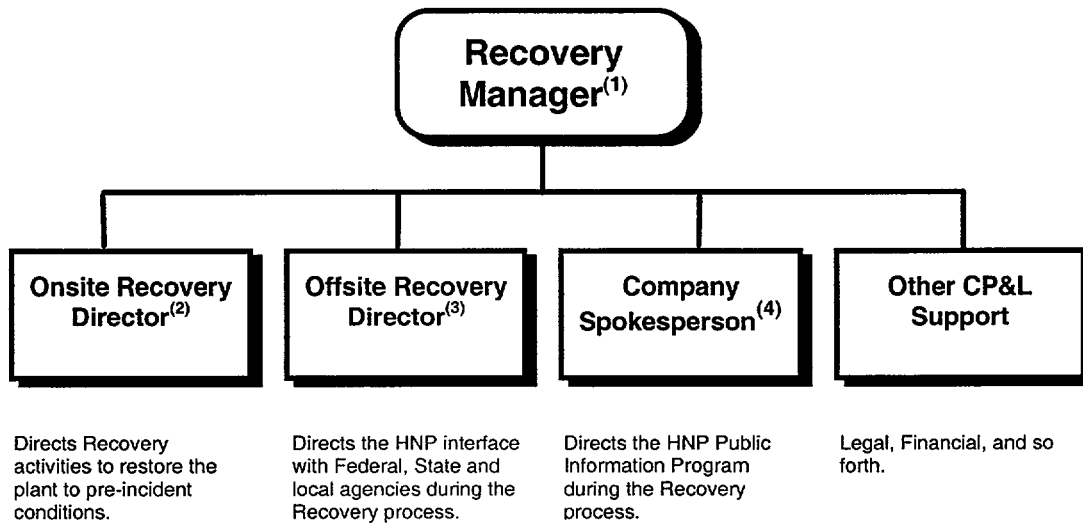 Recovery
Manager(1)
Onsite Recovery
Director(2)
Offsite Recovery
Director(3)
Company
Spokesperson(4)
Other CP&L
Support
Directs Recovery
activities to restore the
plant to pre-incident
conditions.
Directs the HNP interface
with Federal, State and
local agencies during the
Recovery process.
Directs the HNP Public
Information Program
during the Recovery
process.
Legal, Financial, and so
forth.